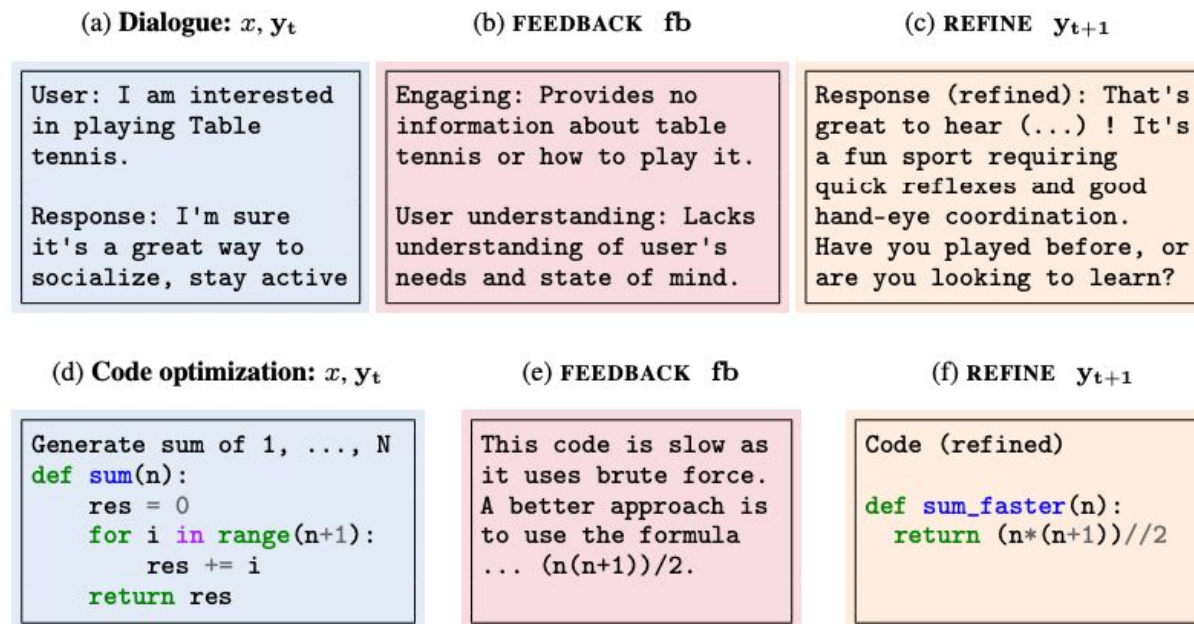 (a) Dialogue: x, yt
User: I am interested
in playing Table
tennis.
Response: I'm sure
it's a great way to
socialize, stay active
(b) FEEDBACK fb
Engaging: Provides no
information about table
tennis or how to play it.
User understanding: Lacks
understanding of user's
needs and state of mind.
(c) REFINE yt+1
Response (refined): That's
great to hear (...) ! It's
a fun sport requiring
quick reflexes and good
hand-eye coordination.
Have you played before, or
are you looking to learn?
(d) Code optimization: x, yt
Generate sum of 1, ..., N
def sum(n):
    res = 0
    for i in range(n+1):
        res += i
    return res
(e) FEEDBACK fb
This code is slow as
it uses brute force.
A better approach is
to use the formula
... (n(n+1))/2.
(f) REFINE yt+1
Code (refined)
def sum_faster(n):
  return (n*(n+1))//2